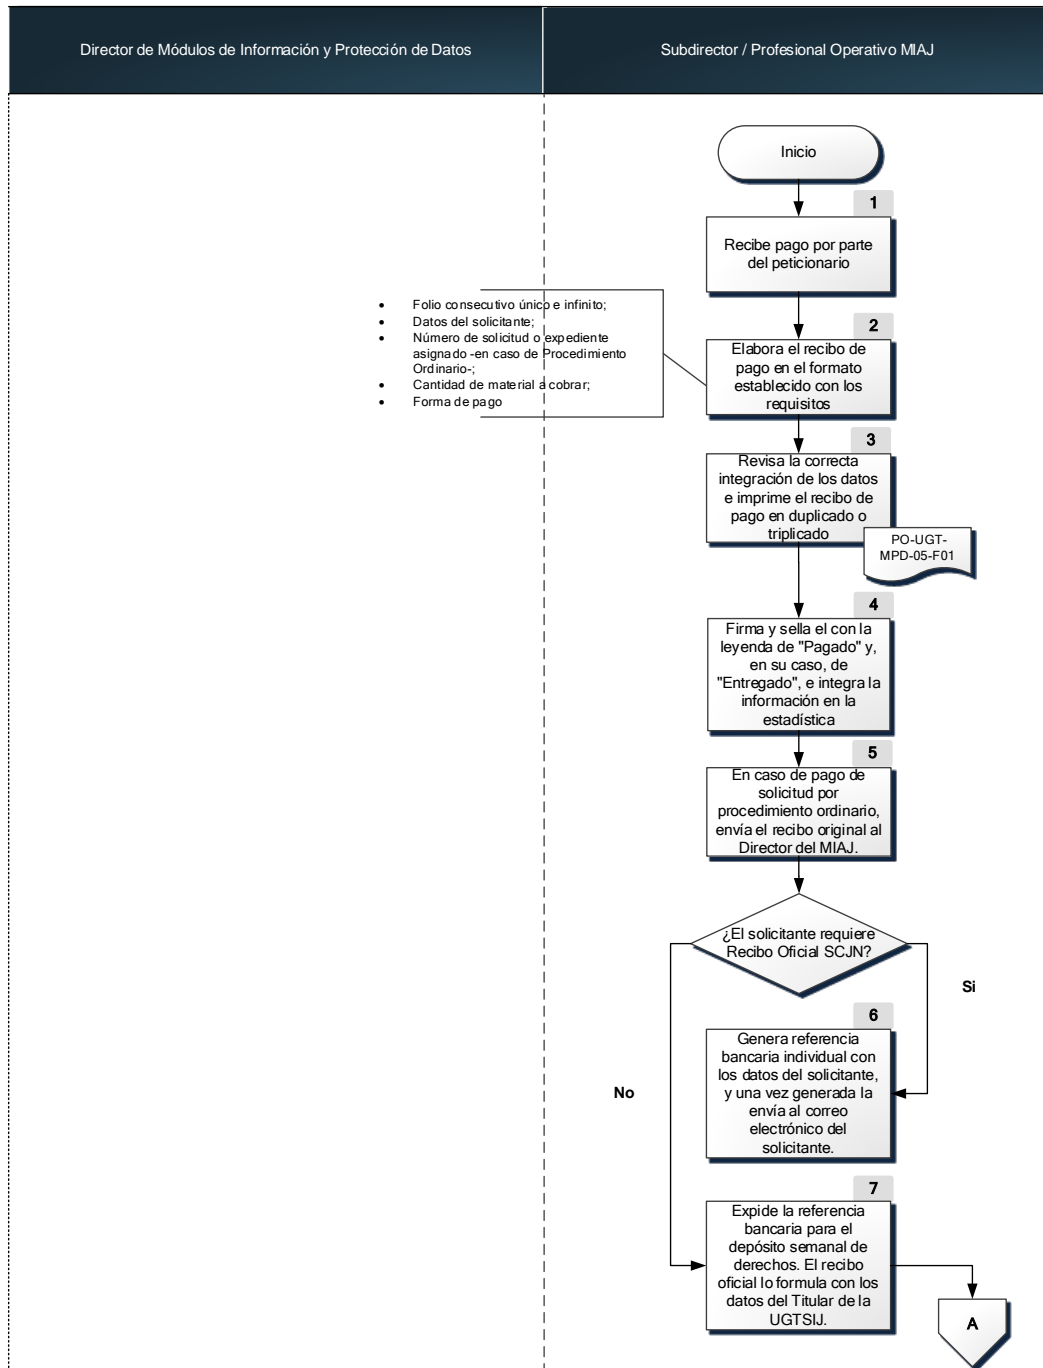 Director de Módulos de Información y Protección de Datos
Subdirector / Profesional Operativo MIAJ
Inicio
1
Recibe pago por parte
del peticionario
• Folio consecutivo único e infinito;
• Datos del solicitante;
• Número de solicitud o expediente
asignado -en caso de Procedimiento
Ordinario-;
• Cantidad de material a cobrar;
• Forma de pago
2
Elabora el recibo de
pago en el formato
establecido con los
requisitos
3
Revisa la correcta
integración de los datos
e imprime el recibo de
pago en duplicado o
triplicado
PO-UGT-
MPD-05-F01
4
Firma y sella el con la
leyenda de "Pagado" y,
en su caso, de
"Entregado", e integra la
información en la
estadística
5
En caso de pago de
solicitud por
procedimiento ordinario,
envía el recibo original al
Director del MIAJ.
¿El solicitante requiere
Recibo Oficial SCJN?
Si
6
Genera referencia
bancaria individual con
los datos del solicitante,
y una vez generada la
envía al correo
electrónico del
solicitante.
No
7
Expide la referencia
bancaria para el
depósito semanal de
derechos. El recibo
oficial lo formula con los
datos del Titular de la
UGTSIJ.
A